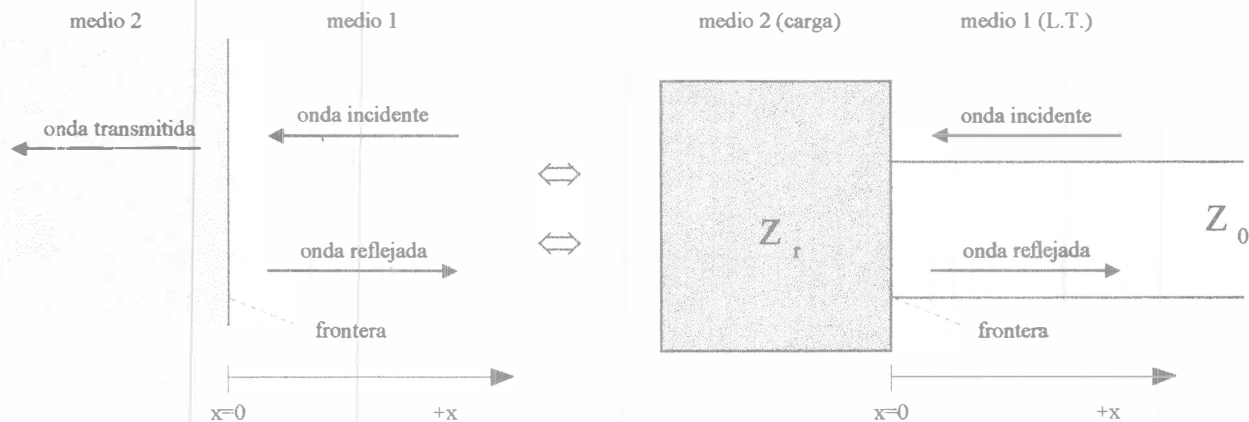 medio 2
medio 1
onda transmitida
onda incidente
onda reflejada
frontera
x=0
+x
medio 2 (carga)
medio 1 (L.T.)
onda incidente
Z r
Z 0
onda reflejada
frontera
x=0
+x